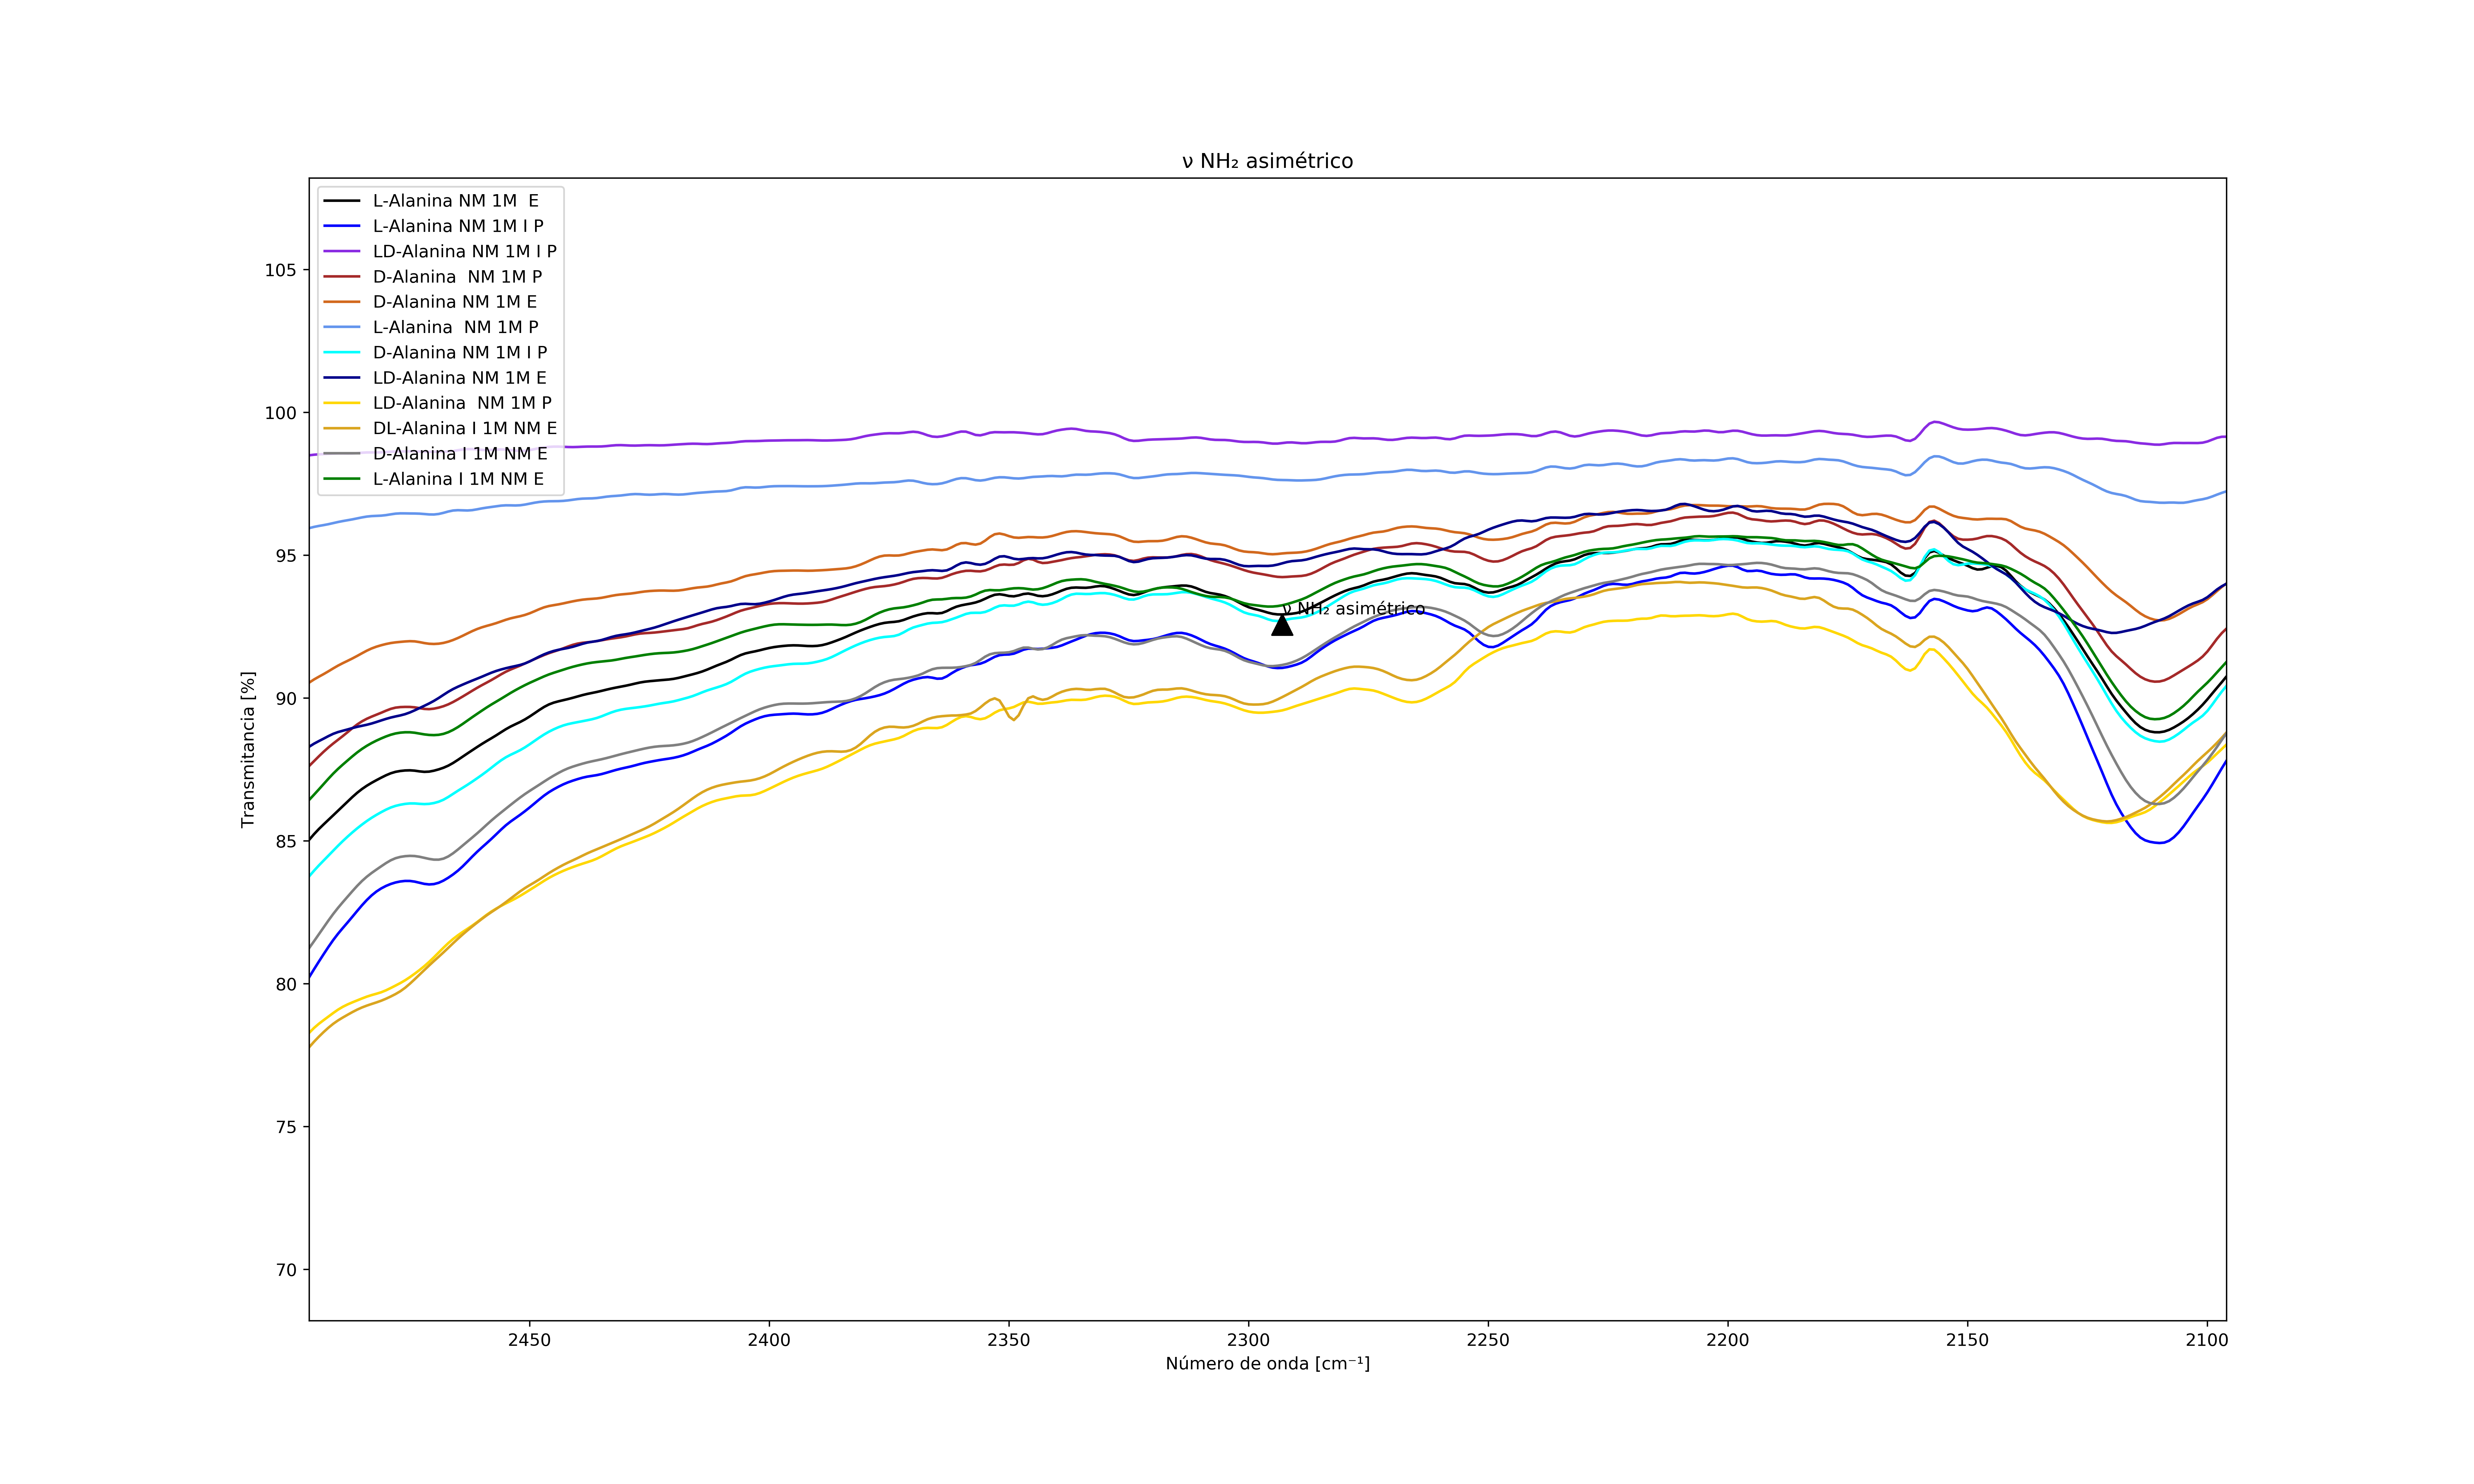 ν NH₂ asimétrico
L-Alanina NM 1M  E
L-Alanina NM 1M I P
LD-Alanina NM 1M I P
D-Alanina  NM 1M P
D-Alanina NM 1M E
L-Alanina  NM 1M P
D-Alanina NM 1M I P
LD-Alanina NM 1M E
LD-Alanina  NM 1M P
DL-Alanina I 1M NM E
D-Alanina I 1M NM E
L-Alanina I 1M NM E
105
100
95
90
85
80
75
70
Transmitancia [%]
ν NH₂ asimétrico
2450 2400 2350 2300 2250 2200 2150 2100
Número de onda [cm⁻¹]